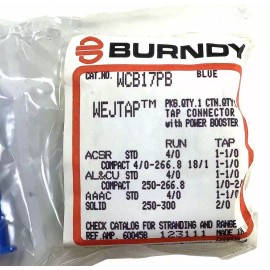 BURNDY
CAT.NO. WCB17PB BLUE
WEJTAP™ PKG.QTY.1 CTN.QTY
TAP CONNECTOR
with POWER BOOSTER
RUN TAP
ACSR STD 4/0 1-1/0
COMPACT 4/0-266.8 18/1 1-1/0
AL&CU STD 4/0 1-1/0
COMPACT 250-266.8 1/0-2/
AAAC STD 4/0 1-1/0
SOLID 250-300 2/0
CHECK CATALOG FOR STRANDING AND RANGE
REF.AMP. 60045B 123111 MADE I